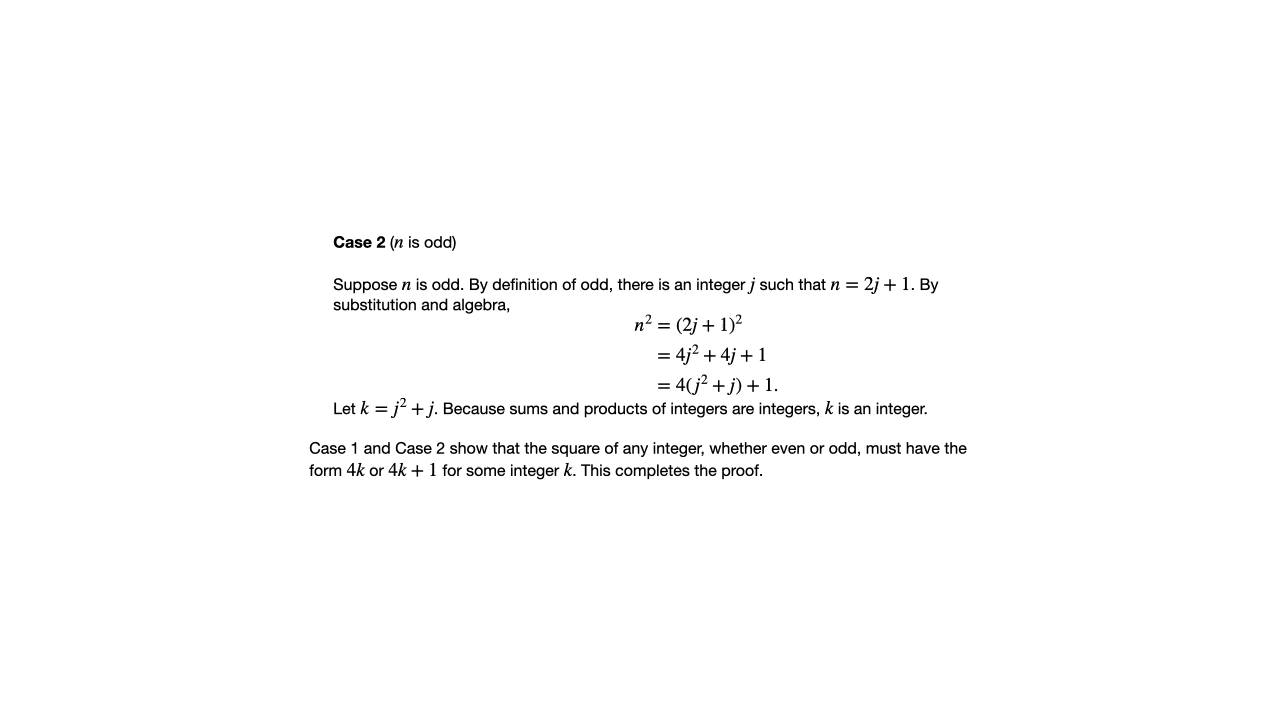 Case 2 (n is odd)
Suppose n is odd. By definition of odd, there is an integer j such that n = 2j + 1. By
substitution and algebra,
n² = (2j + 1)²
= 4j² + 4j + 1
= 4(j² + j) + 1.
Let k = j² + j. Because sums and products of integers are integers, k is an integer.
Case 1 and Case 2 show that the square of any integer, whether even or odd, must have the
form 4k or 4k + 1 for some integer k. This completes the proof.